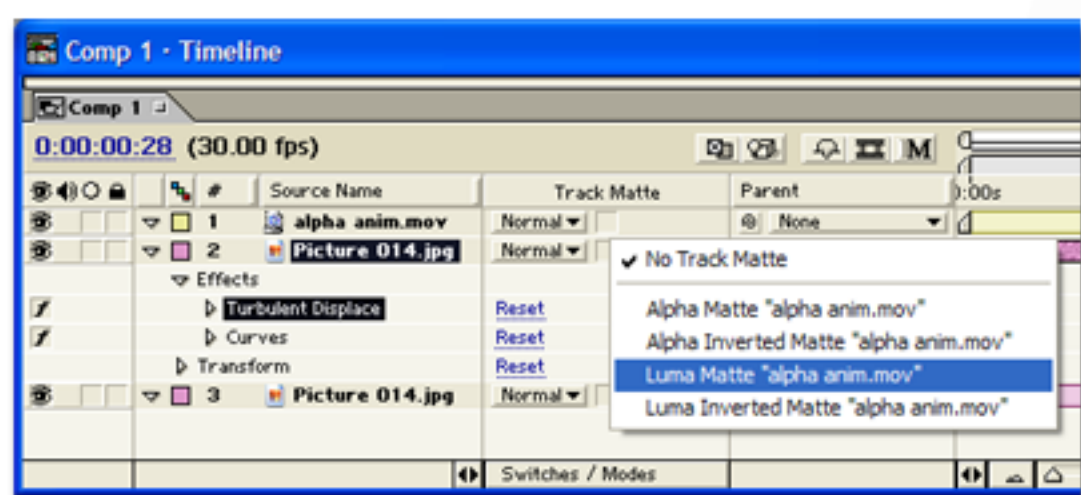 Comp 1 · Timeline
Comp 1
0:00:00:28 (30.00 fps)
M
# Source Name Track Matte Parent 0:00s
1 alpha anim.mov Normal None
2 Picture 014.jpg Normal
No Track Matte
Effects
Turbulent Displace Reset
Alpha Matte "alpha anim.mov"
Curves Reset
Alpha Inverted Matte "alpha anim.mov"
Transform Reset
Luma Matte "alpha anim.mov"
3 Picture 014.jpg Normal
Luma Inverted Matte "alpha anim.mov"
Switches / Modes